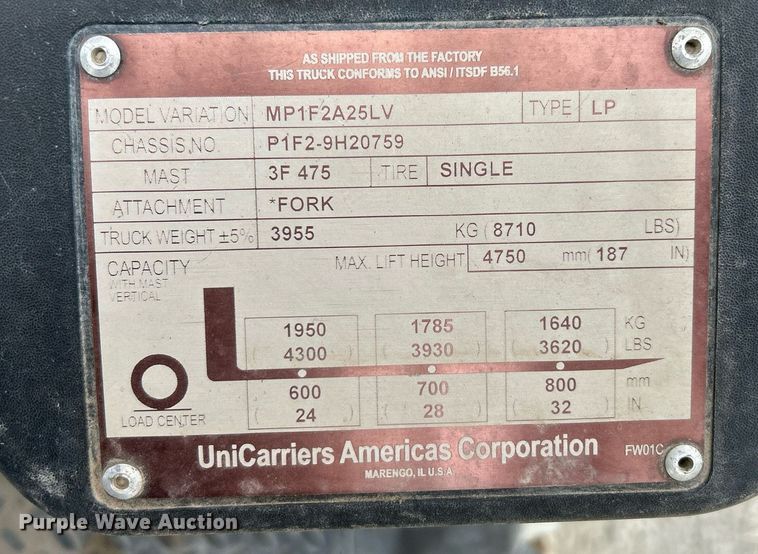 AS SHIPPED FROM THE FACTORY
THIS TRUCK CONFORMS TO ANSI / ITSDF B56.1
MODEL VARIATION MP1F2A25LV TYPE LP
CHASSIS NO. P1F2-9H20759
MAST 3F 475 TIRE SINGLE
ATTACHMENT *FORK
TRUCK WEIGHT ±5% 3955 KG ( 8710 LBS)
CAPACITY MAX. LIFT HEIGHT 4750 mm ( 187 IN)
WITH MAST
VERTICAL
1950 1785 1640 KG
( 4300 ) ( 3930 ) ( 3620 ) LBS
600 700 800 mm
( 24 ) ( 28 ) ( 32 ) IN
LOAD CENTER
UniCarriers Americas Corporation FW01C
MARENGO, IL U.S.A
Purple Wave Auction